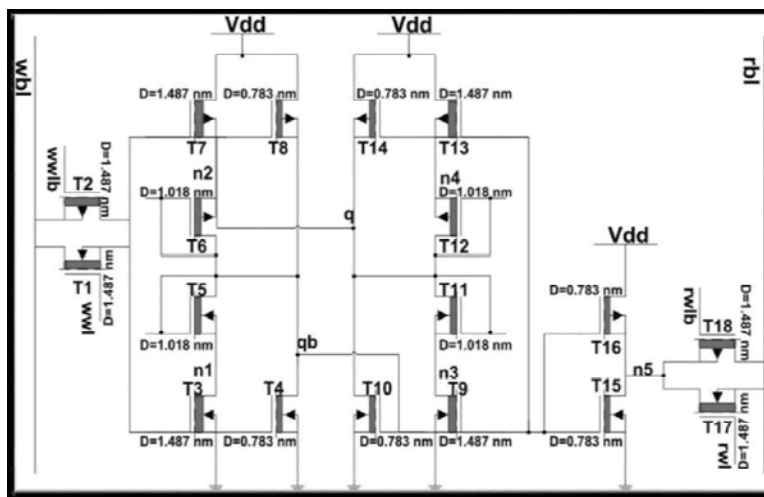 Vdd
Vdd
wbl
rbl
D=1.487 nm
D=0.783 nm
D=0.783 nm
D=1.487 nm
T7
T8
T14
T13
wwlb
T2
D=1.487 nm
n2
n4
D=1.018 nm
D=1.018 nm
q
T6
T12
Vdd
T1
wwl
D=1.487 nm
T5
T11
D=0.783 nm
rwlb
T18
D=1.487 nm
D=1.018 nm
D=1.018 nm
qb
T16
n1
n3
n5
T3
T4
T10
T9
T15
D=1.487 nm
D=0.783 nm
D=0.783 nm
D=1.487 nm
D=0.783 nm
T17
rwl
D=1.487 nm